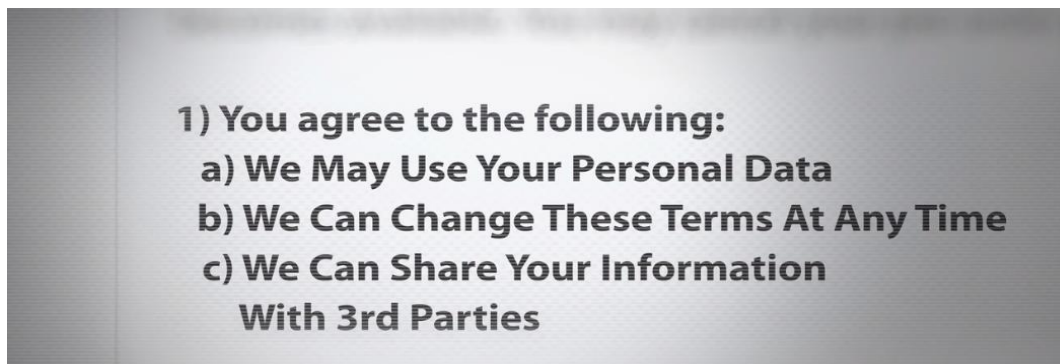 1) You agree to the following:
a) We May Use Your Personal Data
b) We Can Change These Terms At Any Time
c) We Can Share Your Information
With 3rd Parties